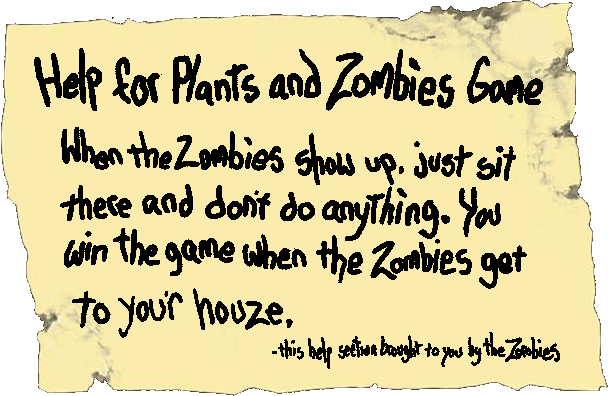 Help for Plants and Zombies Game
When the Zombies show up, just sit
there and don't do anything. You
win the game when the Zombies get
to you'r houze.
-this help section brought to you by the Zombies